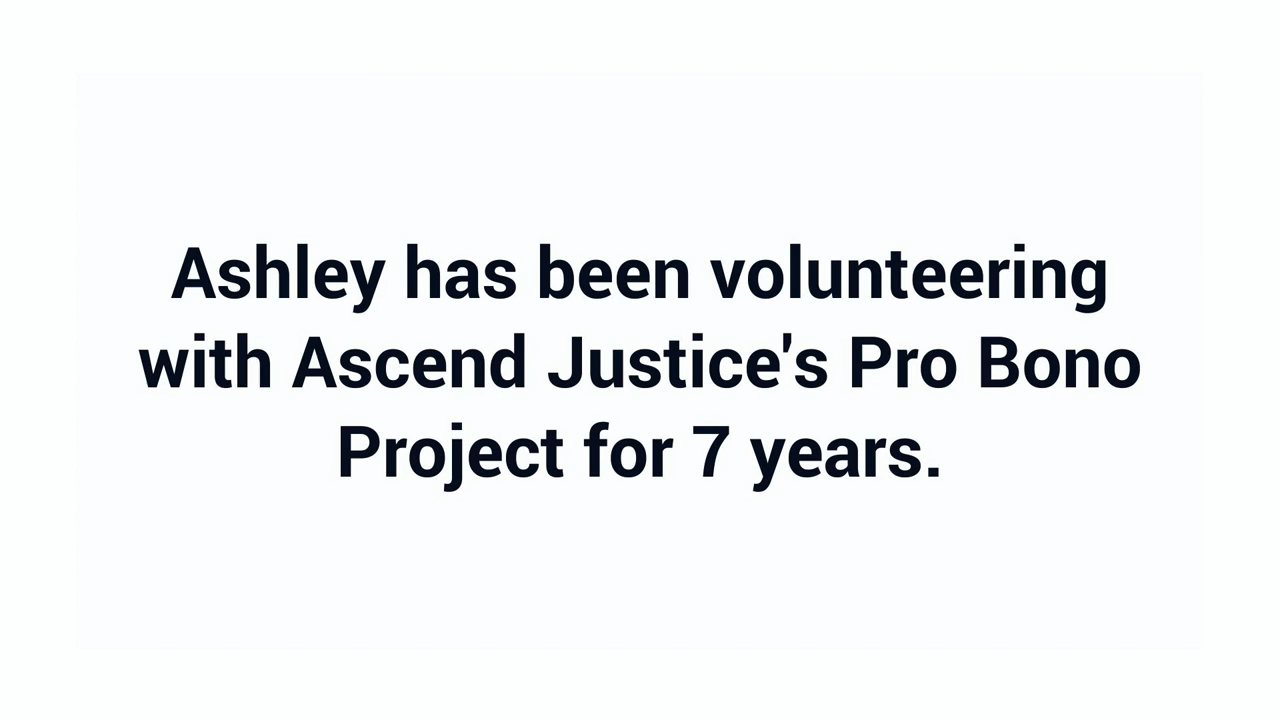 Ashley has been volunteering
with Ascend Justice's Pro Bono
Project for 7 years.